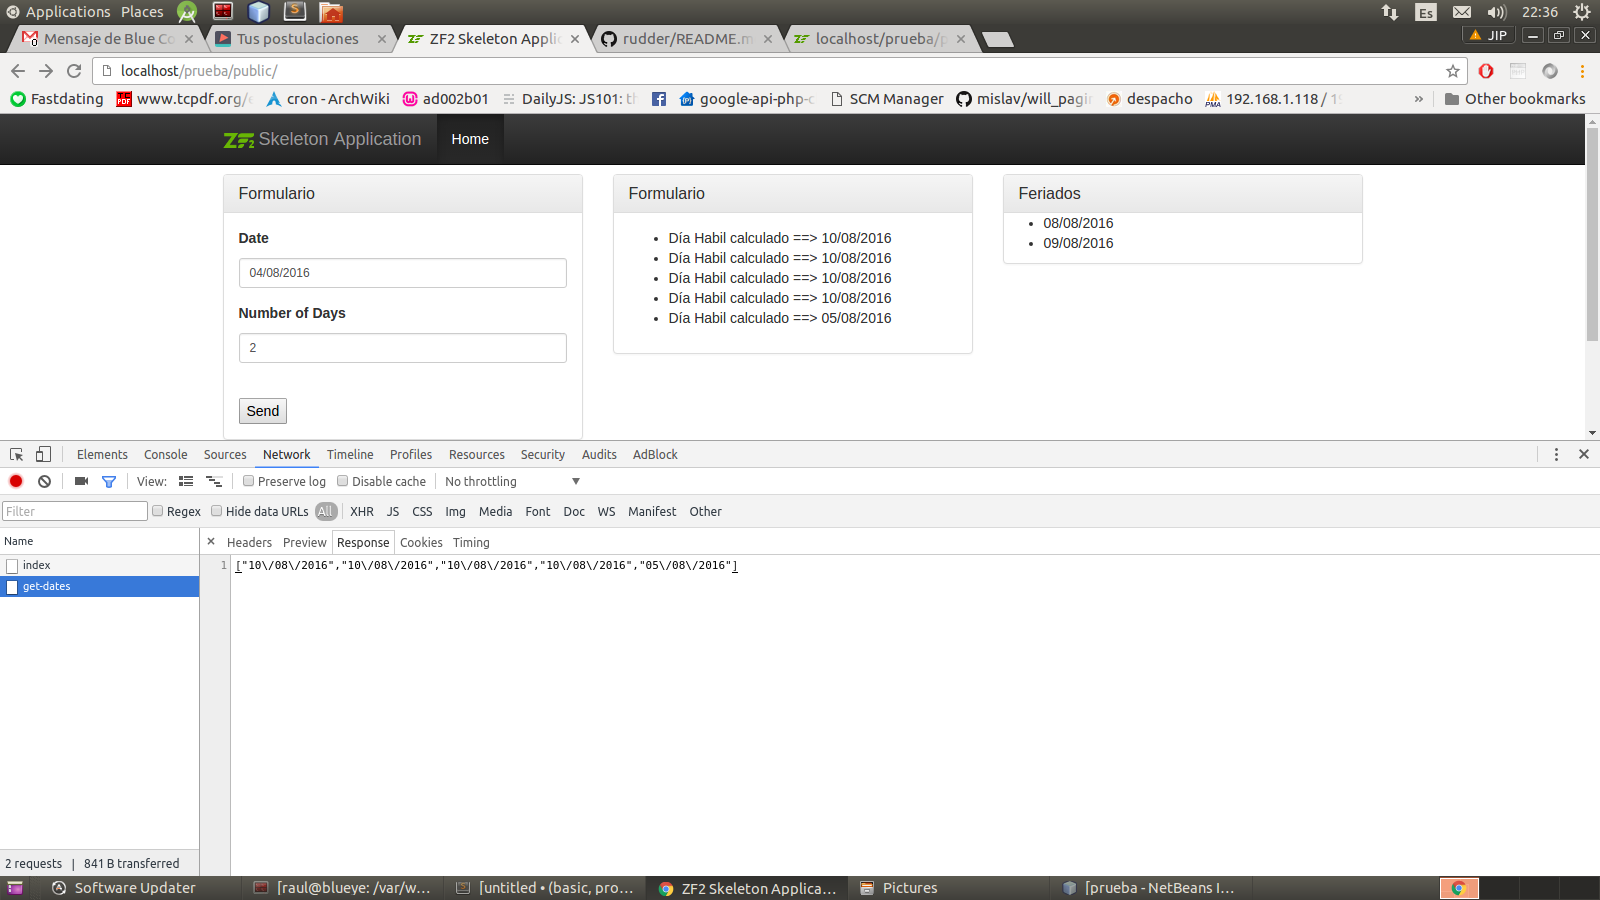 Applications Places
Es
22:36
Mensaje de Blue Co
Tus postulaciones
ZF2 Skeleton Applic
rudder/README.m
localhost/prueba/p
JIP
localhost/prueba/public/
Fastdating
www.tcpdf.org/
cron - ArchWiki
ad002b01
DailyJS: JS101: th
google-api-php-c
SCM Manager
mislav/will_pagin
despacho
192.168.1.118 / 19
» Other bookmarks
ZF2 Skeleton Application
Home
Formulario
Date
04/08/2016
Number of Days
2
Send
Formulario
Día Habil calculado ==> 10/08/2016
Día Habil calculado ==> 10/08/2016
Día Habil calculado ==> 10/08/2016
Día Habil calculado ==> 10/08/2016
Día Habil calculado ==> 05/08/2016
Feriados
08/08/2016
09/08/2016
Elements Console Sources Network Timeline Profiles Resources Security Audits AdBlock
View: Preserve log Disable cache No throttling
Filter Regex Hide data URLs All XHR JS CSS Img Media Font Doc WS Manifest Other
Name
index
get-dates
Headers Preview Response Cookies Timing
1 ["10\/08\/2016","10\/08\/2016","10\/08\/2016","10\/08\/2016","05\/08\/2016"]
2 requests | 841 B transferred
Software Updater
[raul@blueye: /var/w...
[untitled • (basic, pro...
ZF2 Skeleton Applica...
Pictures
[prueba - NetBeans I...